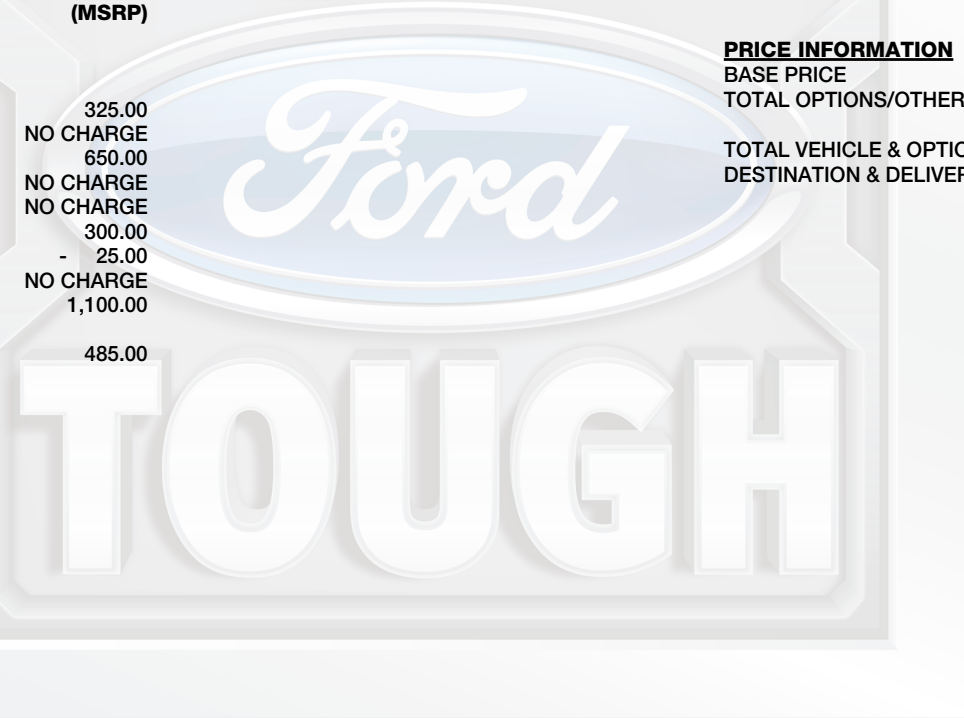 (MSRP)
325.00
NO CHARGE
650.00
NO CHARGE
NO CHARGE
300.00
- 25.00
NO CHARGE
1,100.00
485.00
PRICE INFORMATION
BASE PRICE
TOTAL OPTIONS/OTHER
TOTAL VEHICLE & OPTIO
DESTINATION & DELIVER
Ford
TOUGH